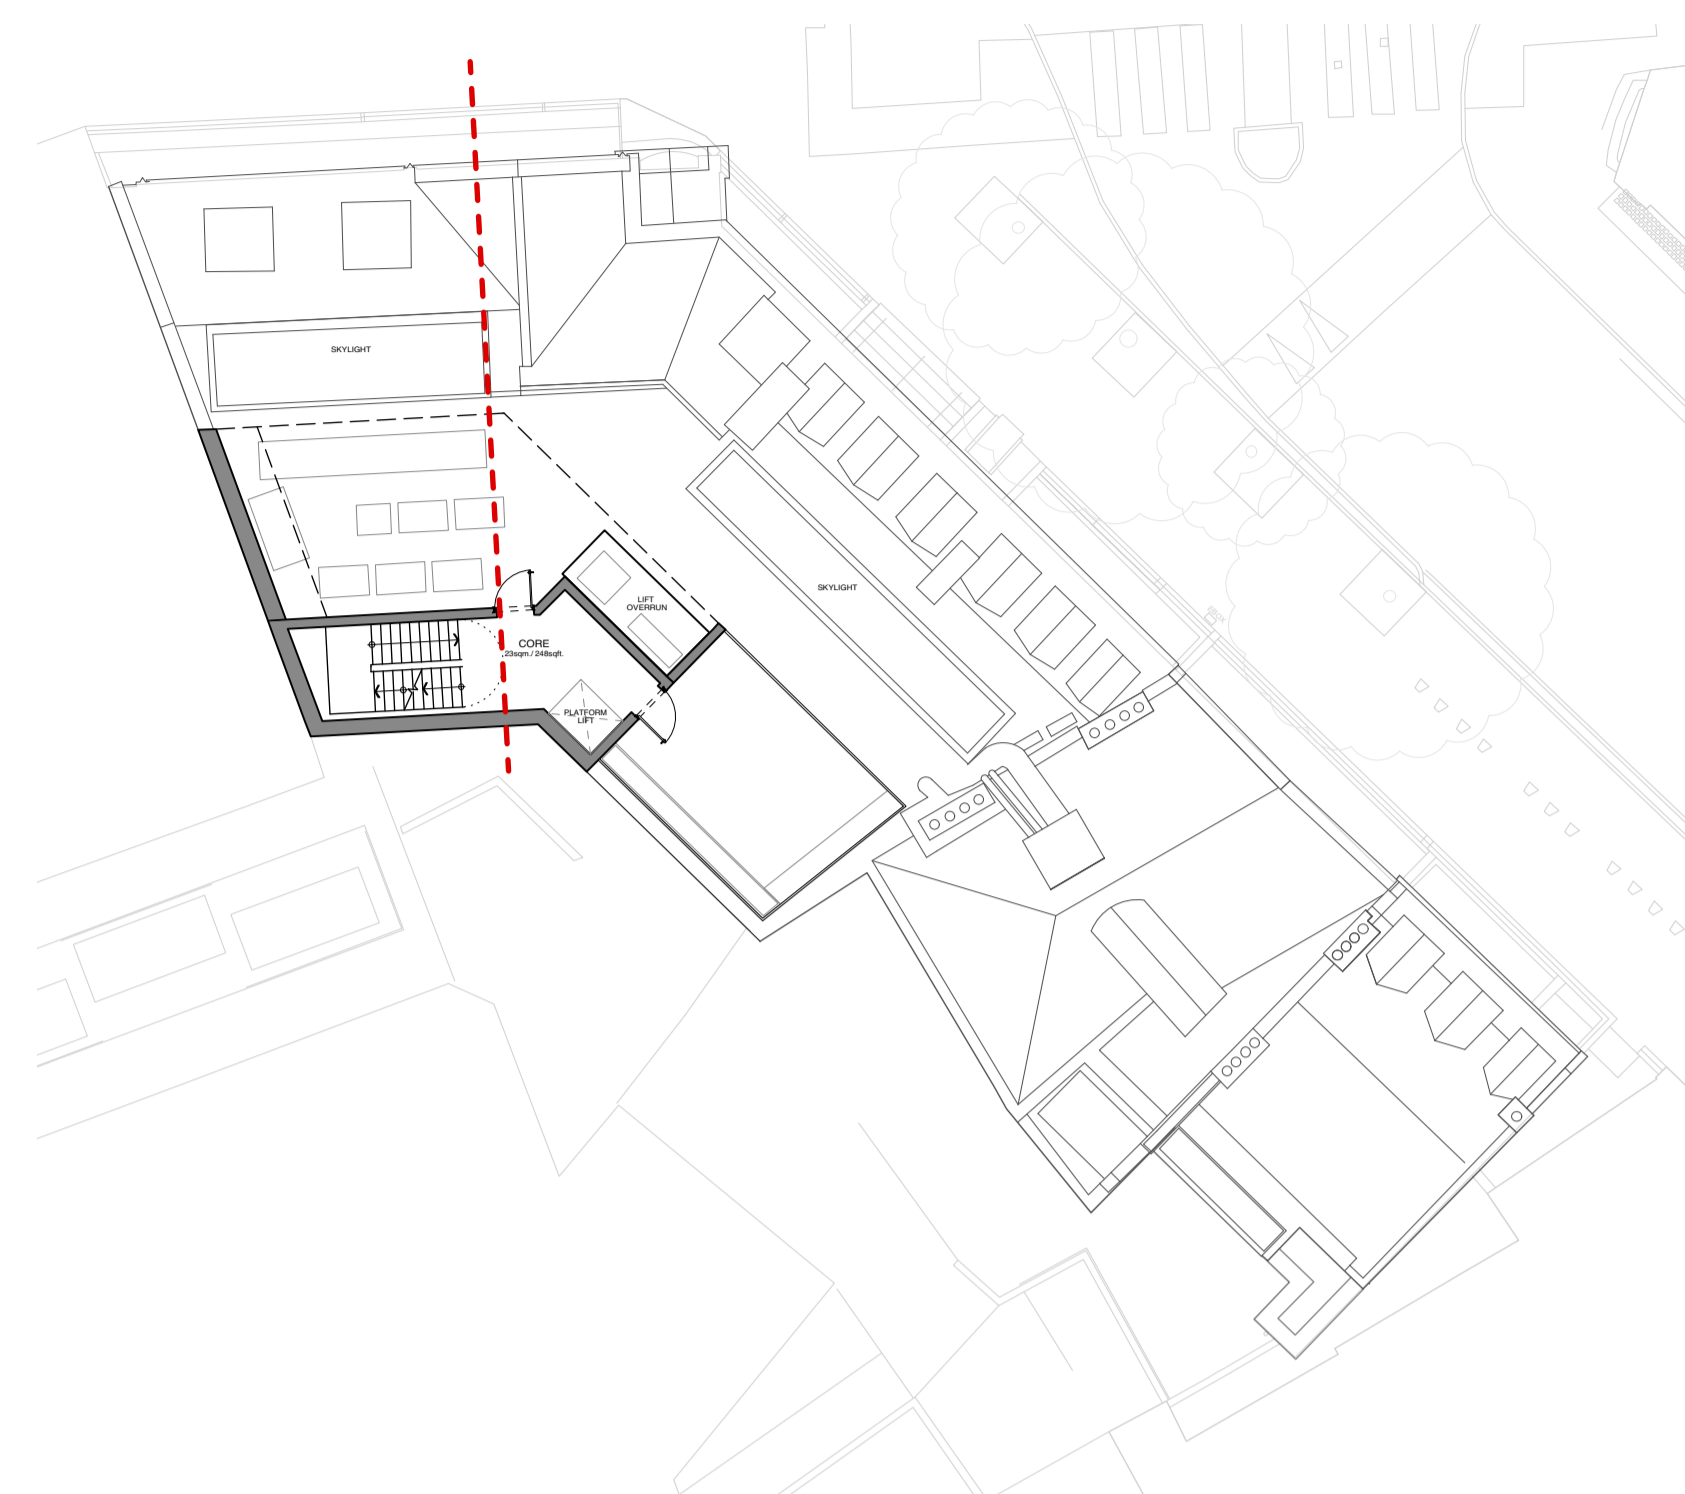 SKYLIGHT
SKYLIGHT
LIFT
OVERRUN
CORE
23sqm./ 248sqft.
PLATFORM
LIFT